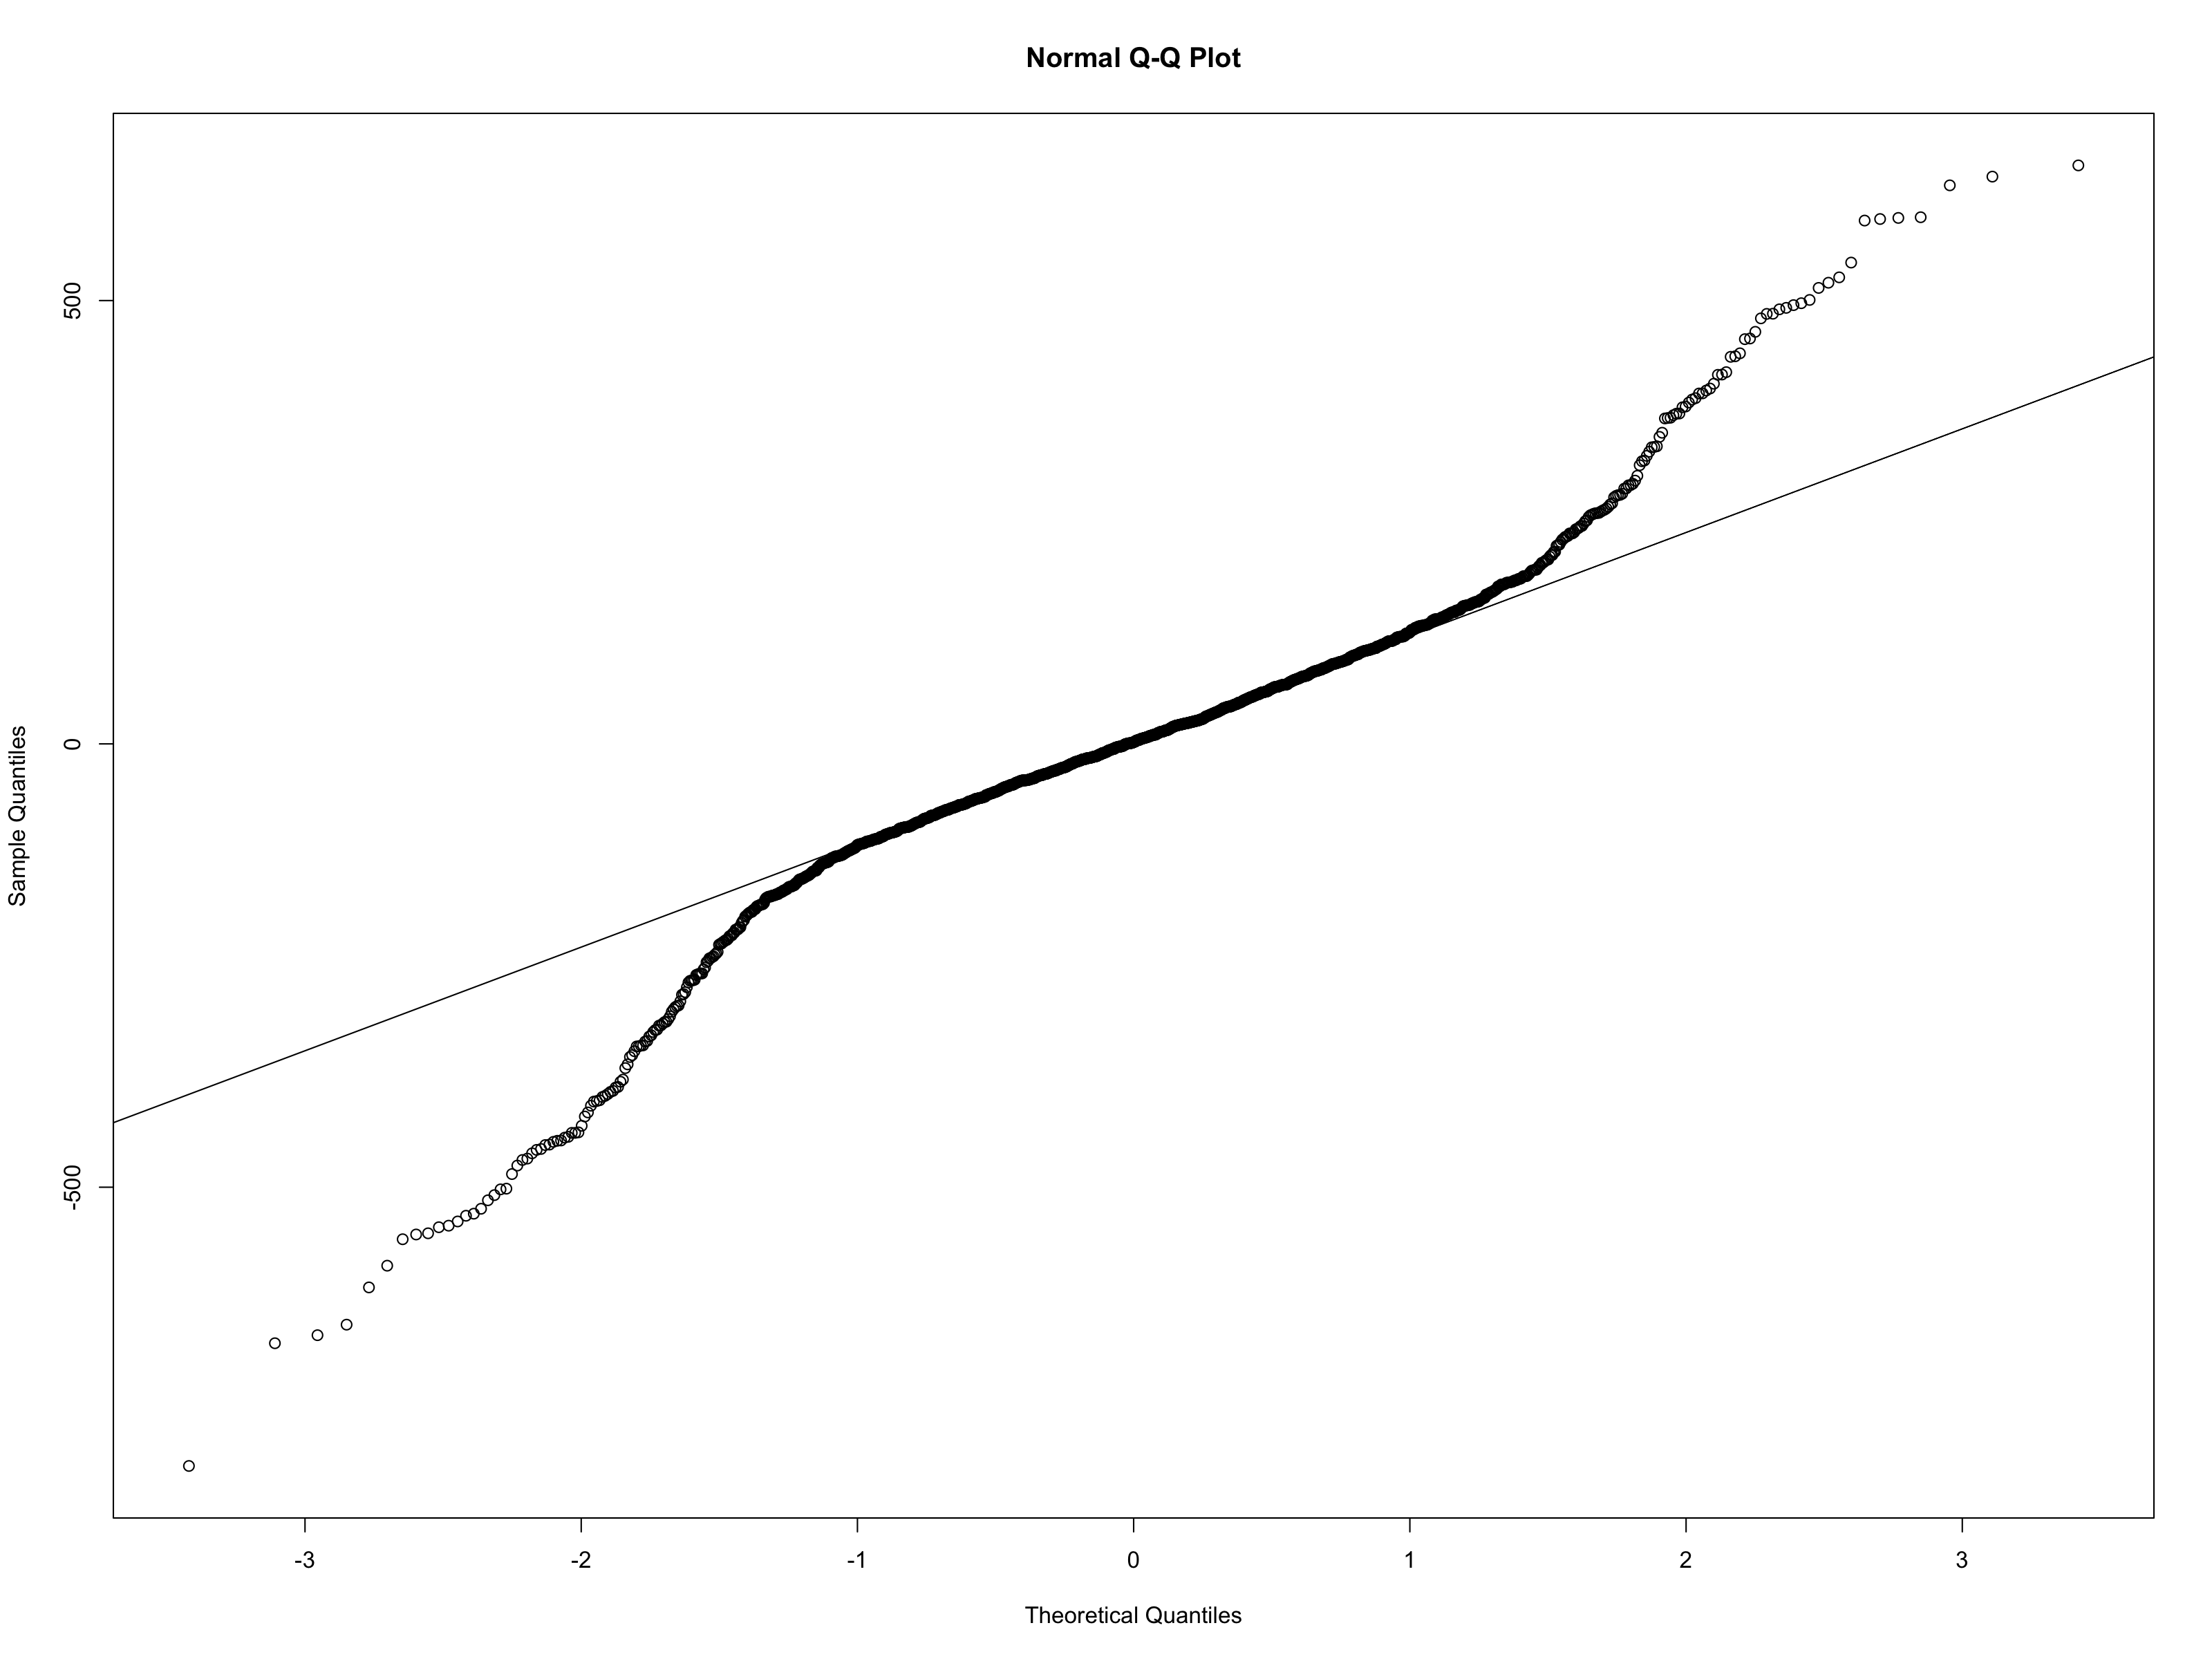 Normal Q-Q Plot
Sample Quantiles
500
0
-500
-3 -2 -1 0 1 2 3
Theoretical Quantiles